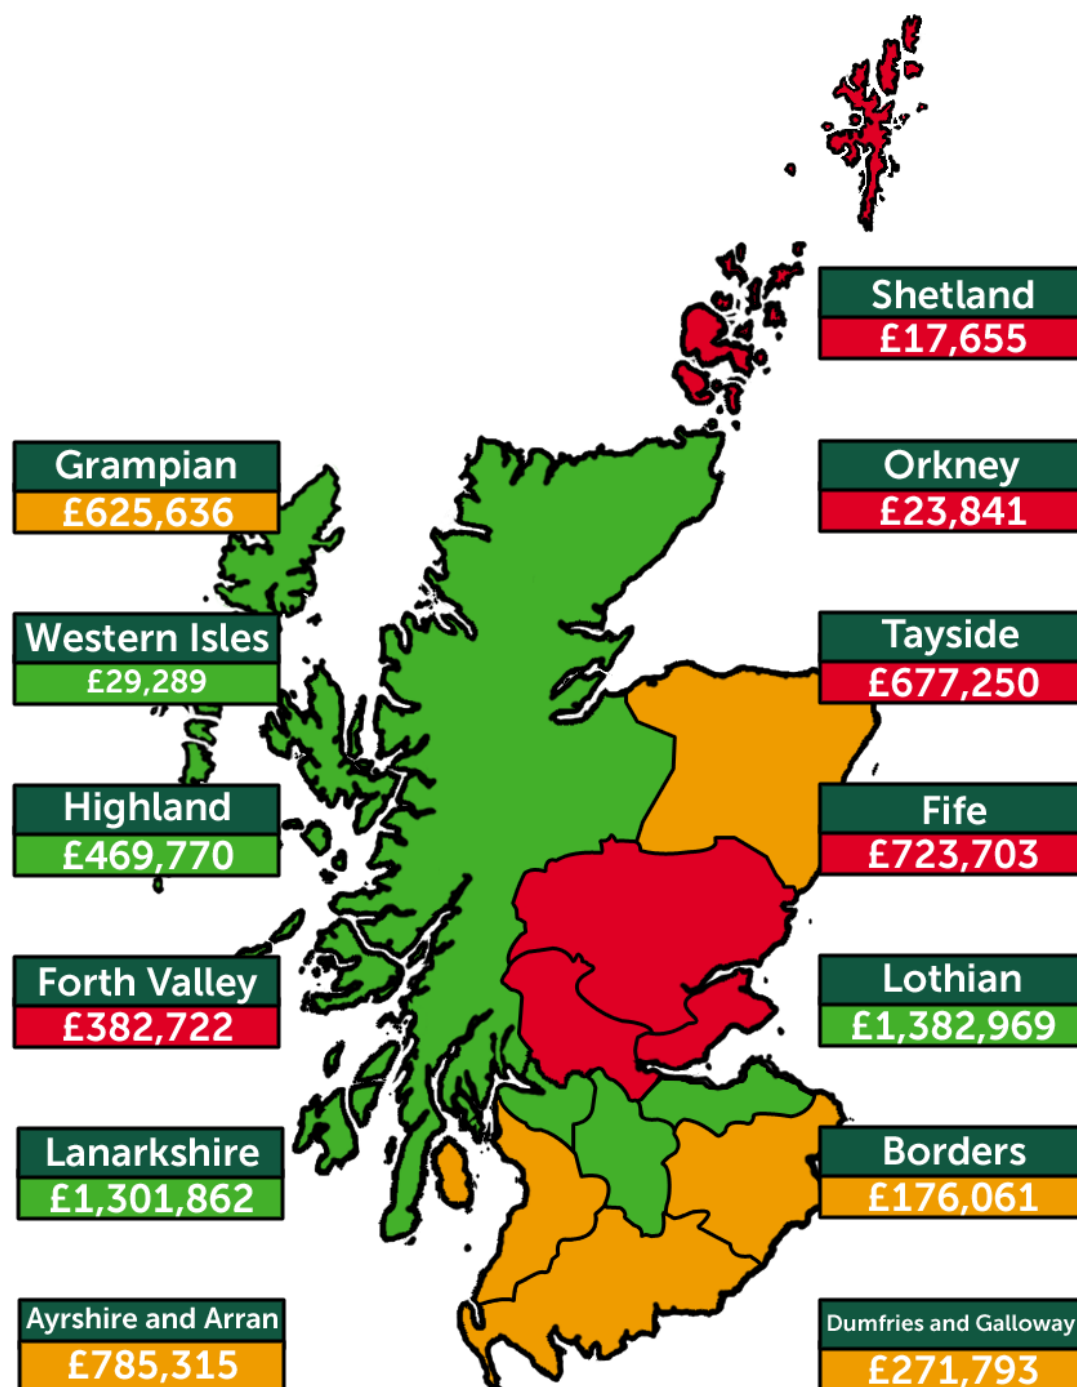 Shetland
£17,655
Grampian
£625,636
Orkney
£23,841
Western Isles
£29,289
Tayside
£677,250
Highland
£469,770
Fife
£723,703
Forth Valley
£382,722
Lothian
£1,382,969
Lanarkshire
£1,301,862
Borders
£176,061
Ayrshire and Arran
£785,315
Dumfries and Galloway
£271,793